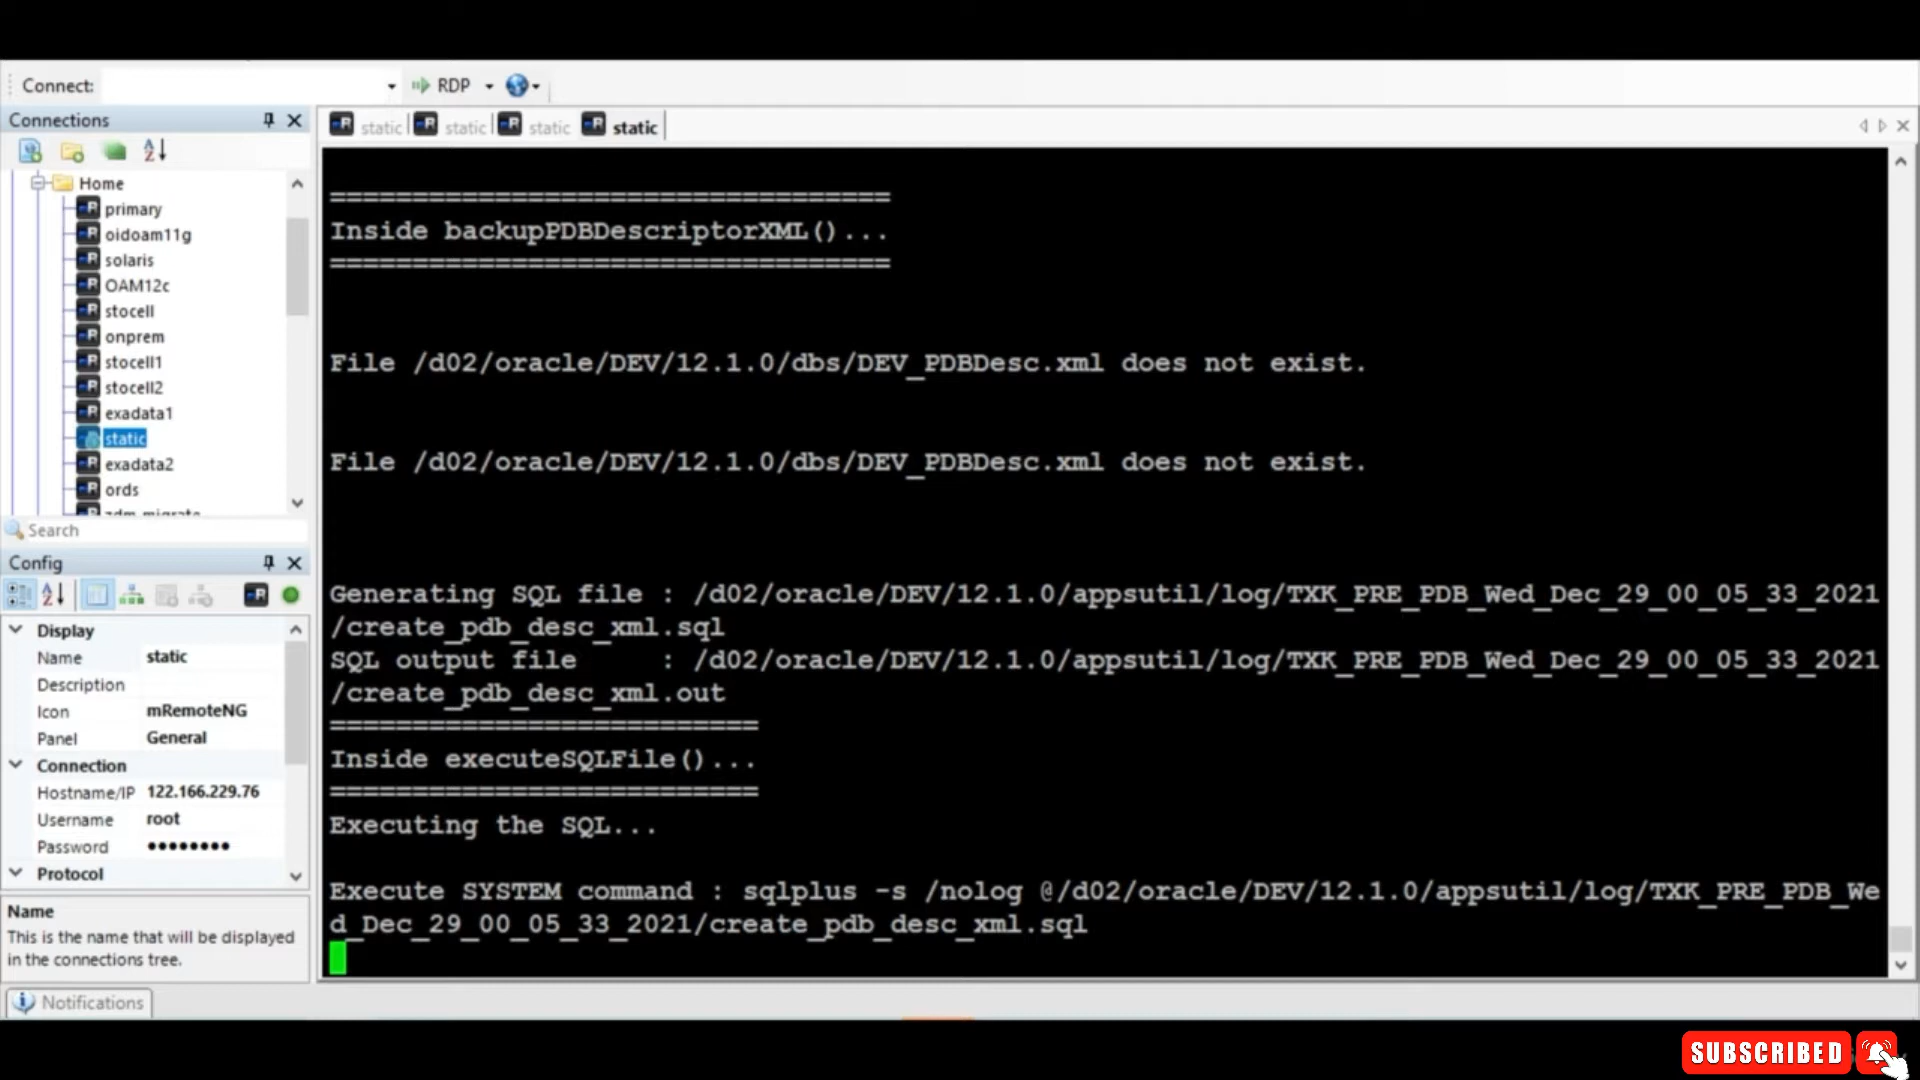 Connect:
RDP
Connections
Home
primary
oidoam11g
solaris
OAM12c
stocell
onprem
stocell1
stocell2
exadata1
static
exadata2
ords
zdm_migrate
Search
Config
Display
Name static
Description
Icon mRemoteNG
Panel General
Connection
Hostname/IP 122.166.229.76
Username root
Password ••••••••
Protocol
Name
This is the name that will be displayed
in the connections tree.
Notifications
static static static static
==================================
Inside backupPDBDescriptorXML()...
==================================
File /d02/oracle/DEV/12.1.0/dbs/DEV_PDBDesc.xml does not exist.
File /d02/oracle/DEV/12.1.0/dbs/DEV_PDBDesc.xml does not exist.
Generating SQL file : /d02/oracle/DEV/12.1.0/appsutil/log/TXK_PRE_PDB_Wed_Dec_29_00_05_33_2021
/create_pdb_desc_xml.sql
SQL output file     : /d02/oracle/DEV/12.1.0/appsutil/log/TXK_PRE_PDB_Wed_Dec_29_00_05_33_2021
/create_pdb_desc_xml.out
==========================
Inside executeSQLFile()...
==========================
Executing the SQL...
Execute SYSTEM command : sqlplus -s /nolog @/d02/oracle/DEV/12.1.0/appsutil/log/TXK_PRE_PDB_We
d_Dec_29_00_05_33_2021/create_pdb_desc_xml.sql
SUBSCRIBED